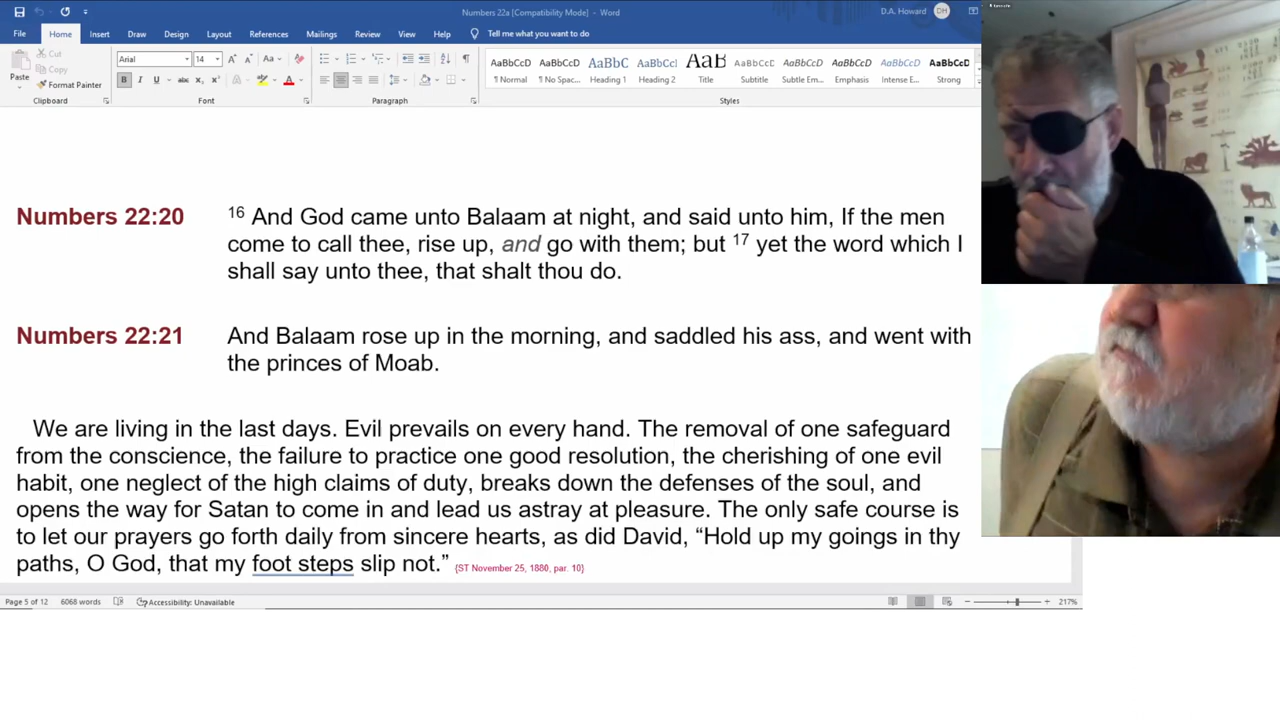 Numbers 22a [Compatibility Mode] - Word
D.A. Howard DH
File Home Insert Draw Design Layout References Mailings Review View Help Tell me what you want to do
Paste
Cut
Copy
Format Painter
Clipboard
Arial 14
Font
Paragraph
AaBbCcD AaBbCcD AaBbC AaBbCcC AaB AaBbCcC AaBbCcD AaBbCcD AaBbCcD AaBbCcD
¶ Normal ¶ No Spac... Heading 1 Heading 2 Title Subtitle Subtle Em... Emphasis Intense E... Strong
Styles
Numbers 22:20 16 And God came unto Balaam at night, and said unto him, If the men
come to call thee, rise up, and go with them; but 17 yet the word which I
shall say unto thee, that shalt thou do.
Numbers 22:21 And Balaam rose up in the morning, and saddled his ass, and went with
the princes of Moab.
We are living in the last days. Evil prevails on every hand. The removal of one safeguard
from the conscience, the failure to practice one good resolution, the cherishing of one evil
habit, one neglect of the high claims of duty, breaks down the defenses of the soul, and
opens the way for Satan to come in and lead us astray at pleasure. The only safe course is
to let our prayers go forth daily from sincere hearts, as did David, “Hold up my goings in thy
paths, O God, that my foot steps slip not.” {ST November 25, 1880, par. 10}
Page 5 of 12 6068 words Accessibility: Unavailable 217%